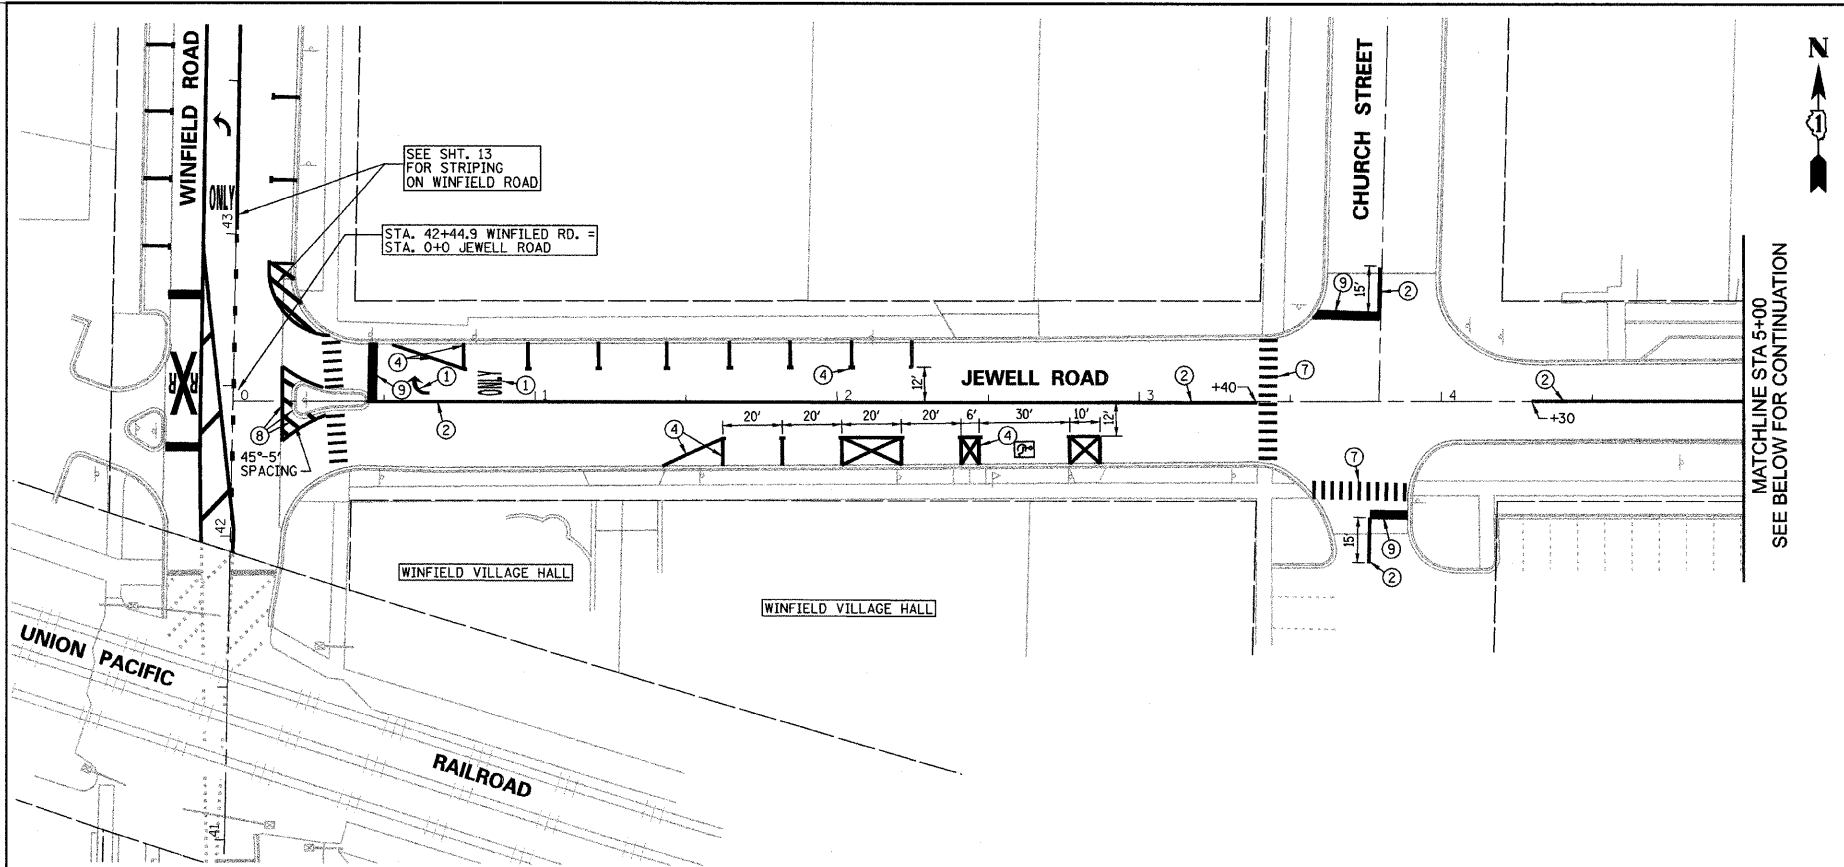 WINFIELD ROAD
ONLY
43
SEE SHT. 13
FOR STRIPING
ON WINFIELD ROAD
STA. 42+44.9 WINFILED RD. =
STA. 0+0 JEWELL ROAD
CHURCH STREET
N
1
9
15'
2
4
9
1
ONLY
1
4
12'
JEWELL ROAD
2
+40
7
2
RR
0
1
2
3
4
+30
8
45°-5'
SPACING
2
4
20'
20'
20'
20'
6'
4
30'
10'
12'
7
15'
9
2
42
MATCHLINE STA 5+00
SEE BELOW FOR CONTINUATION
WINFIELD VILLAGE HALL
WINFIELD VILLAGE HALL
UNION PACIFIC
RAILROAD
41